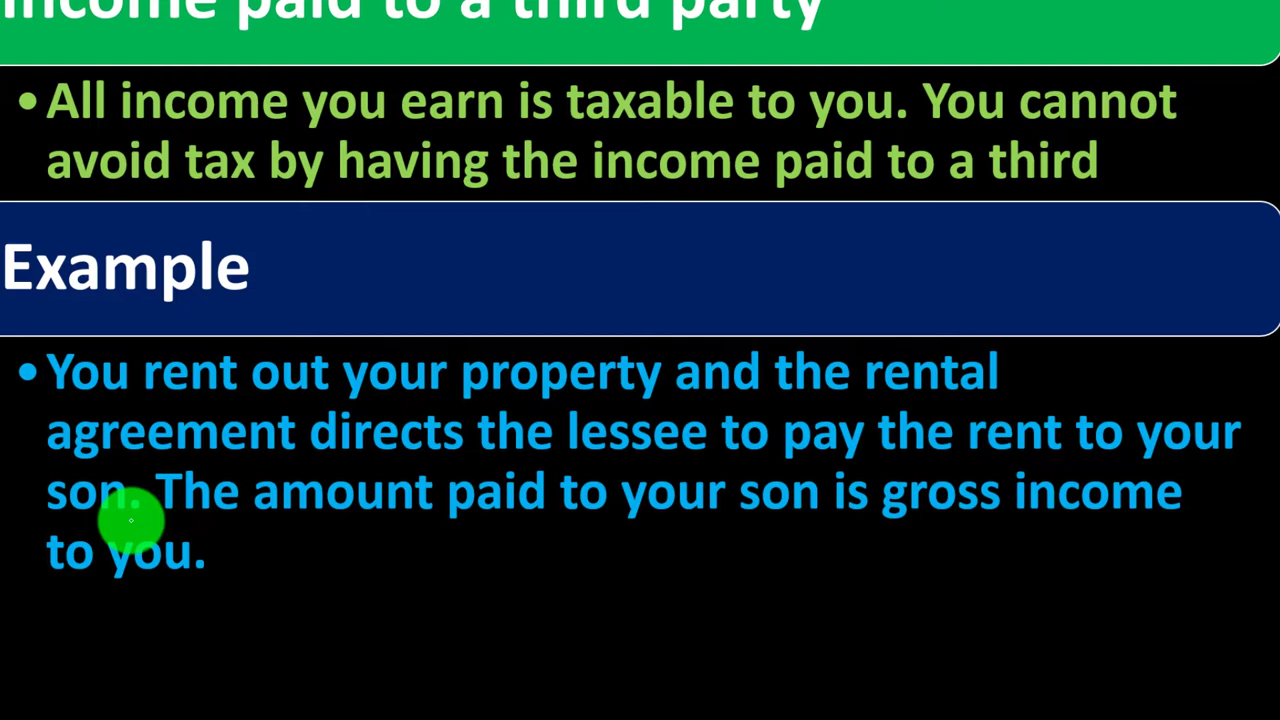 income paid to a third party
•All income you earn is taxable to you. You cannot
avoid tax by having the income paid to a third
Example
•You rent out your property and the rental
agreement directs the lessee to pay the rent to your
son. The amount paid to your son is gross income
to you.